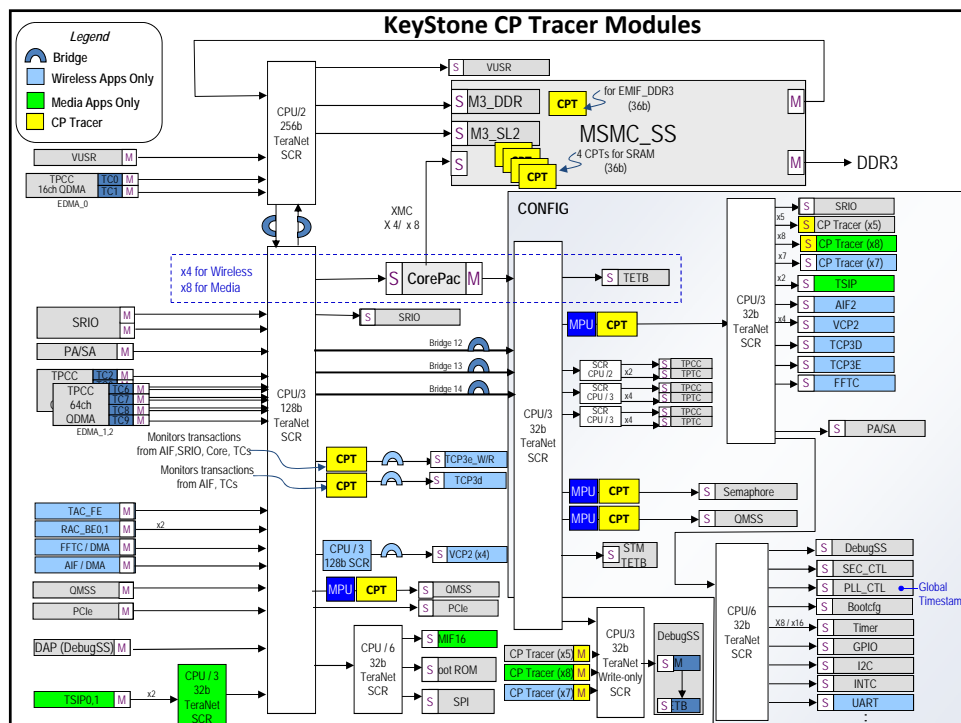 KeyStone CP Tracer Modules
Legend
Bridge
Wireless Apps Only
Media Apps Only
CP Tracer
CPU/2
256b
TeraNet
SCR
S VUSR
S M3_DDR
CPT
for EMIF_DDR3
(36b)
M
S M3_SL2
MSMC_SS
S
CPT
4 CPTs for SRAM
(36b)
M
DDR3
VUSR M
TPCC
16ch QDMA
TC0 M
TC1 M
EDMA_0
XMC
X 4/ x 8
CONFIG
x4 for Wireless
x8 for Media
S CorePac M
S TETB
S SRIO
SRIO
M
M
PA/SA M
TPCC
TC2 M
TPCC
64ch
QDMA
TC6 M
TC7 M
TC8 M
TC9 M
EDMA_1,2
CPU/3
128b
TeraNet
SCR
Bridge 12
Bridge 13
Bridge 14
CPU/3
32b
TeraNet
SCR
MPU CPT
SCR
CPU/2
x2
S TPCC
S TPTC
SCR
CPU / 3
x4
S TPCC
S TPTC
SCR
CPU / 3
x4
S TPCC
S TPTC
CPU/3
32b
TeraNet
SCR
S SRIO
x5
S CP Tracer (x5)
x8
S CP Tracer (x8)
x7
S CP Tracer (x7)
x2
S TSIP
S AIF2
x4
S VCP2
S TCP3D
S TCP3E
S FFTC
S PA/SA
Monitors transactions
from AIF,SRIO, Core, TCs
Monitors transactions
from AIF, TCs
CPT
S TCP3e_W/R
CPT
S TCP3d
MPU CPT
S Semaphore
MPU CPT
S QMSS
TAC_FE M
RAC_BE0,1 M
x2
FFTC / DMA M
AIF / DMA M
QMSS M
PCIe M
DAP (DebugSS) M
TSIP0,1 M
x2
CPU / 3
32b
TeraNet
SCR
CPU / 3
128b SCR
S VCP2 (x4)
MPU CPT
S QMSS
S PCIe
S STM
TETB
CPU / 6
32b
TeraNet
SCR
S MIF16
S oot ROM
S SPI
CP Tracer (x5) M
CP Tracer (x8) M
CP Tracer (x7) M
CPU/3
32b
TeraNet
Write-only
SCR
DebugSS
S M
S ETB
CPU/6
32b
TeraNet
SCR
S DebugSS
S SEC_CTL
S PLL_CTL
Global
Timestam
S Bootcfg
X8 / x16
S Timer
S GPIO
S I2C
S INTC
S UART